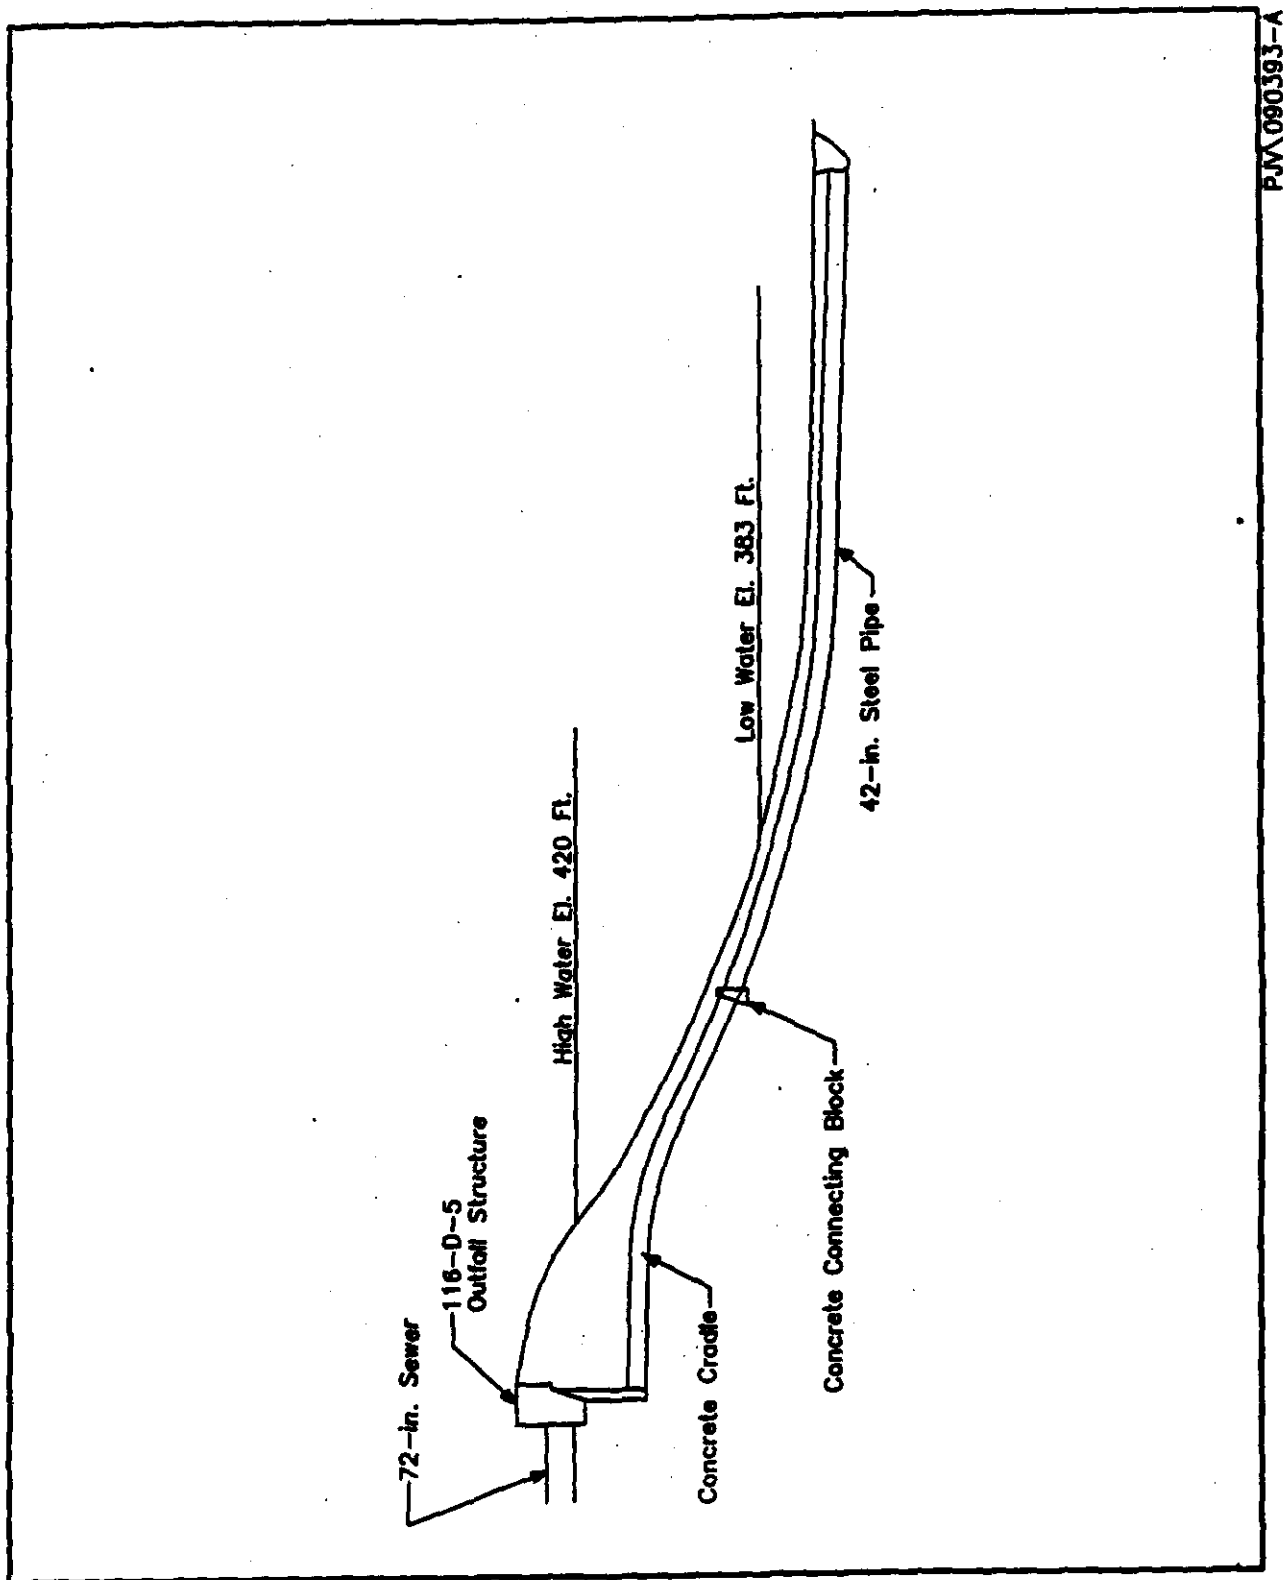 72-in. Sewer
116-D-5
Outfall Structure
High Water El. 420 Ft.
Low Water El. 383 Ft.
Concrete Cradle
Concrete Connecting Block
42-in. Steel Pipe
PJV\090393-A